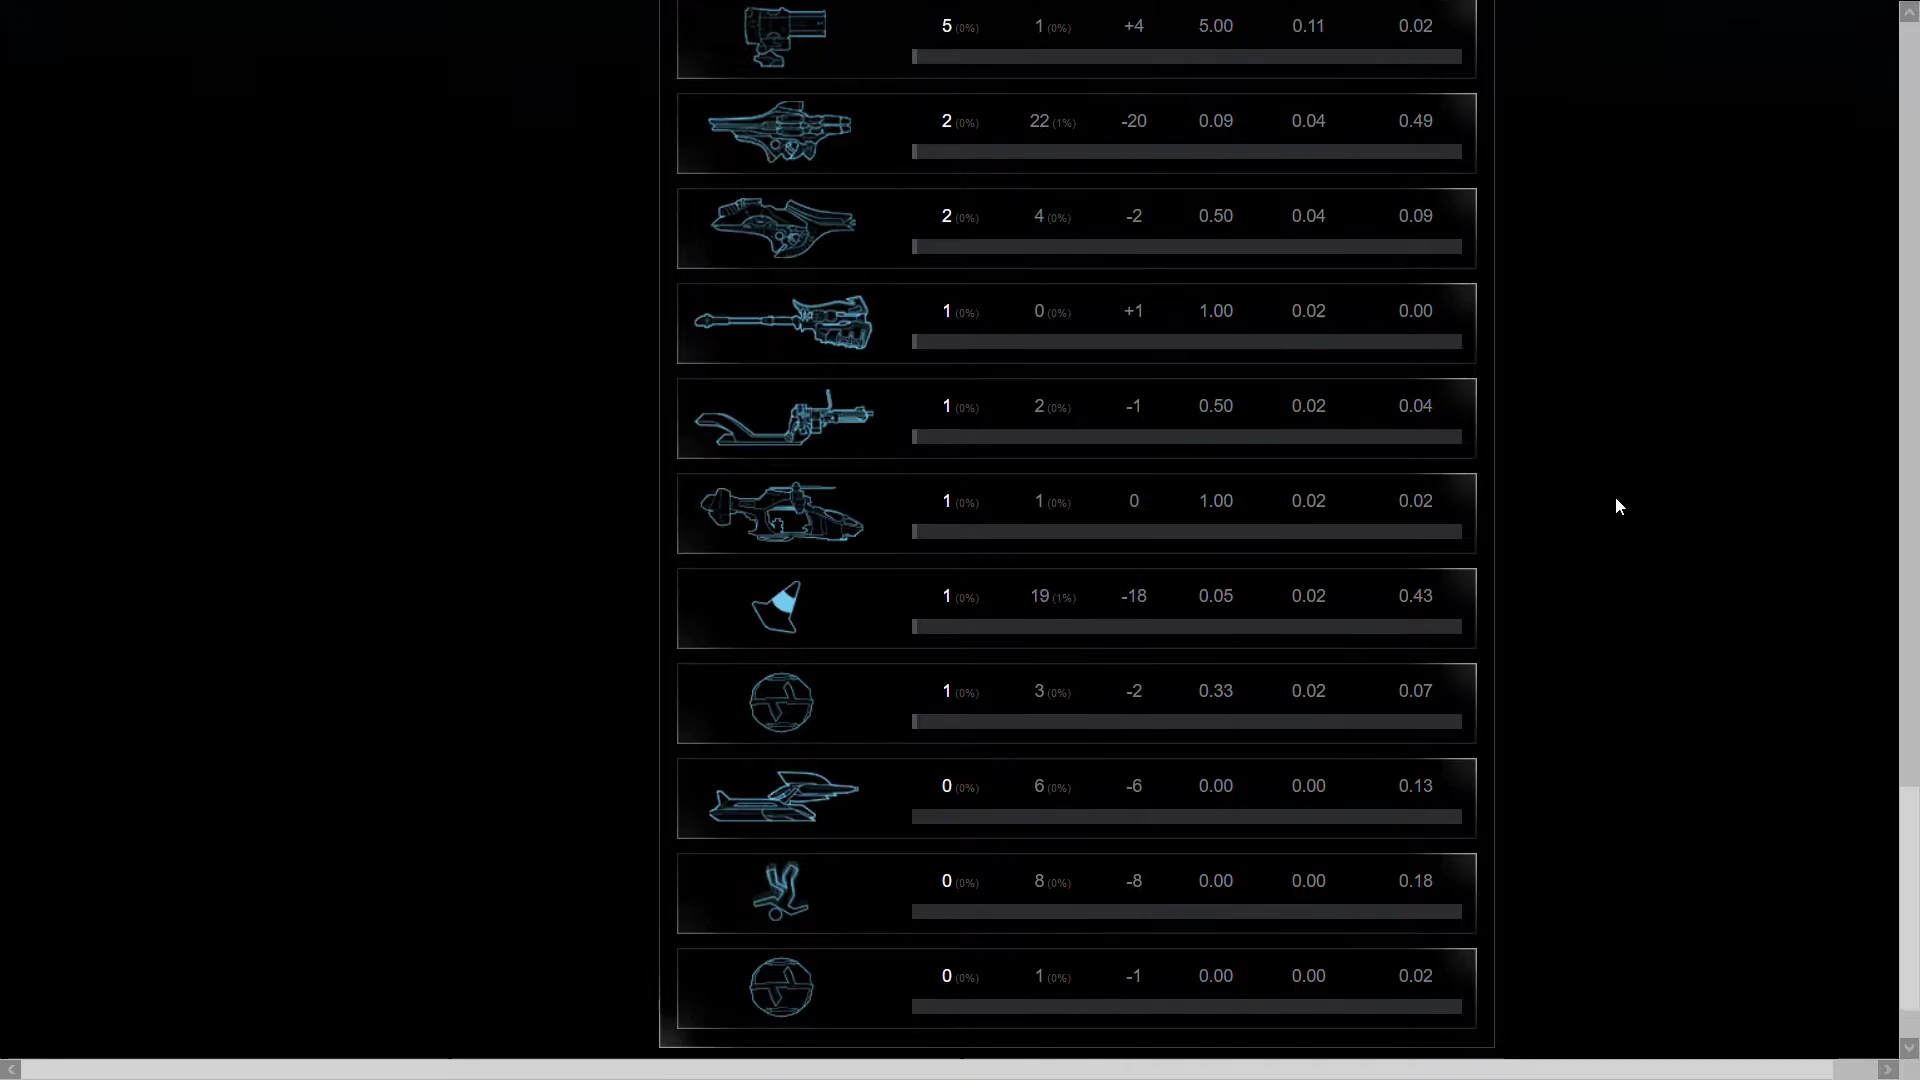 5 (0%) 1 (0%) +4 5.00 0.11 0.02
2 (0%) 22 (1%) -20 0.09 0.04 0.49
2 (0%) 4 (0%) -2 0.50 0.04 0.09
1 (0%) 0 (0%) +1 1.00 0.02 0.00
1 (0%) 2 (0%) -1 0.50 0.02 0.04
1 (0%) 1 (0%) 0 1.00 0.02 0.02
1 (0%) 19 (1%) -18 0.05 0.02 0.43
1 (0%) 3 (0%) -2 0.33 0.02 0.07
0 (0%) 6 (0%) -6 0.00 0.00 0.13
0 (0%) 8 (0%) -8 0.00 0.00 0.18
0 (0%) 1 (0%) -1 0.00 0.00 0.02